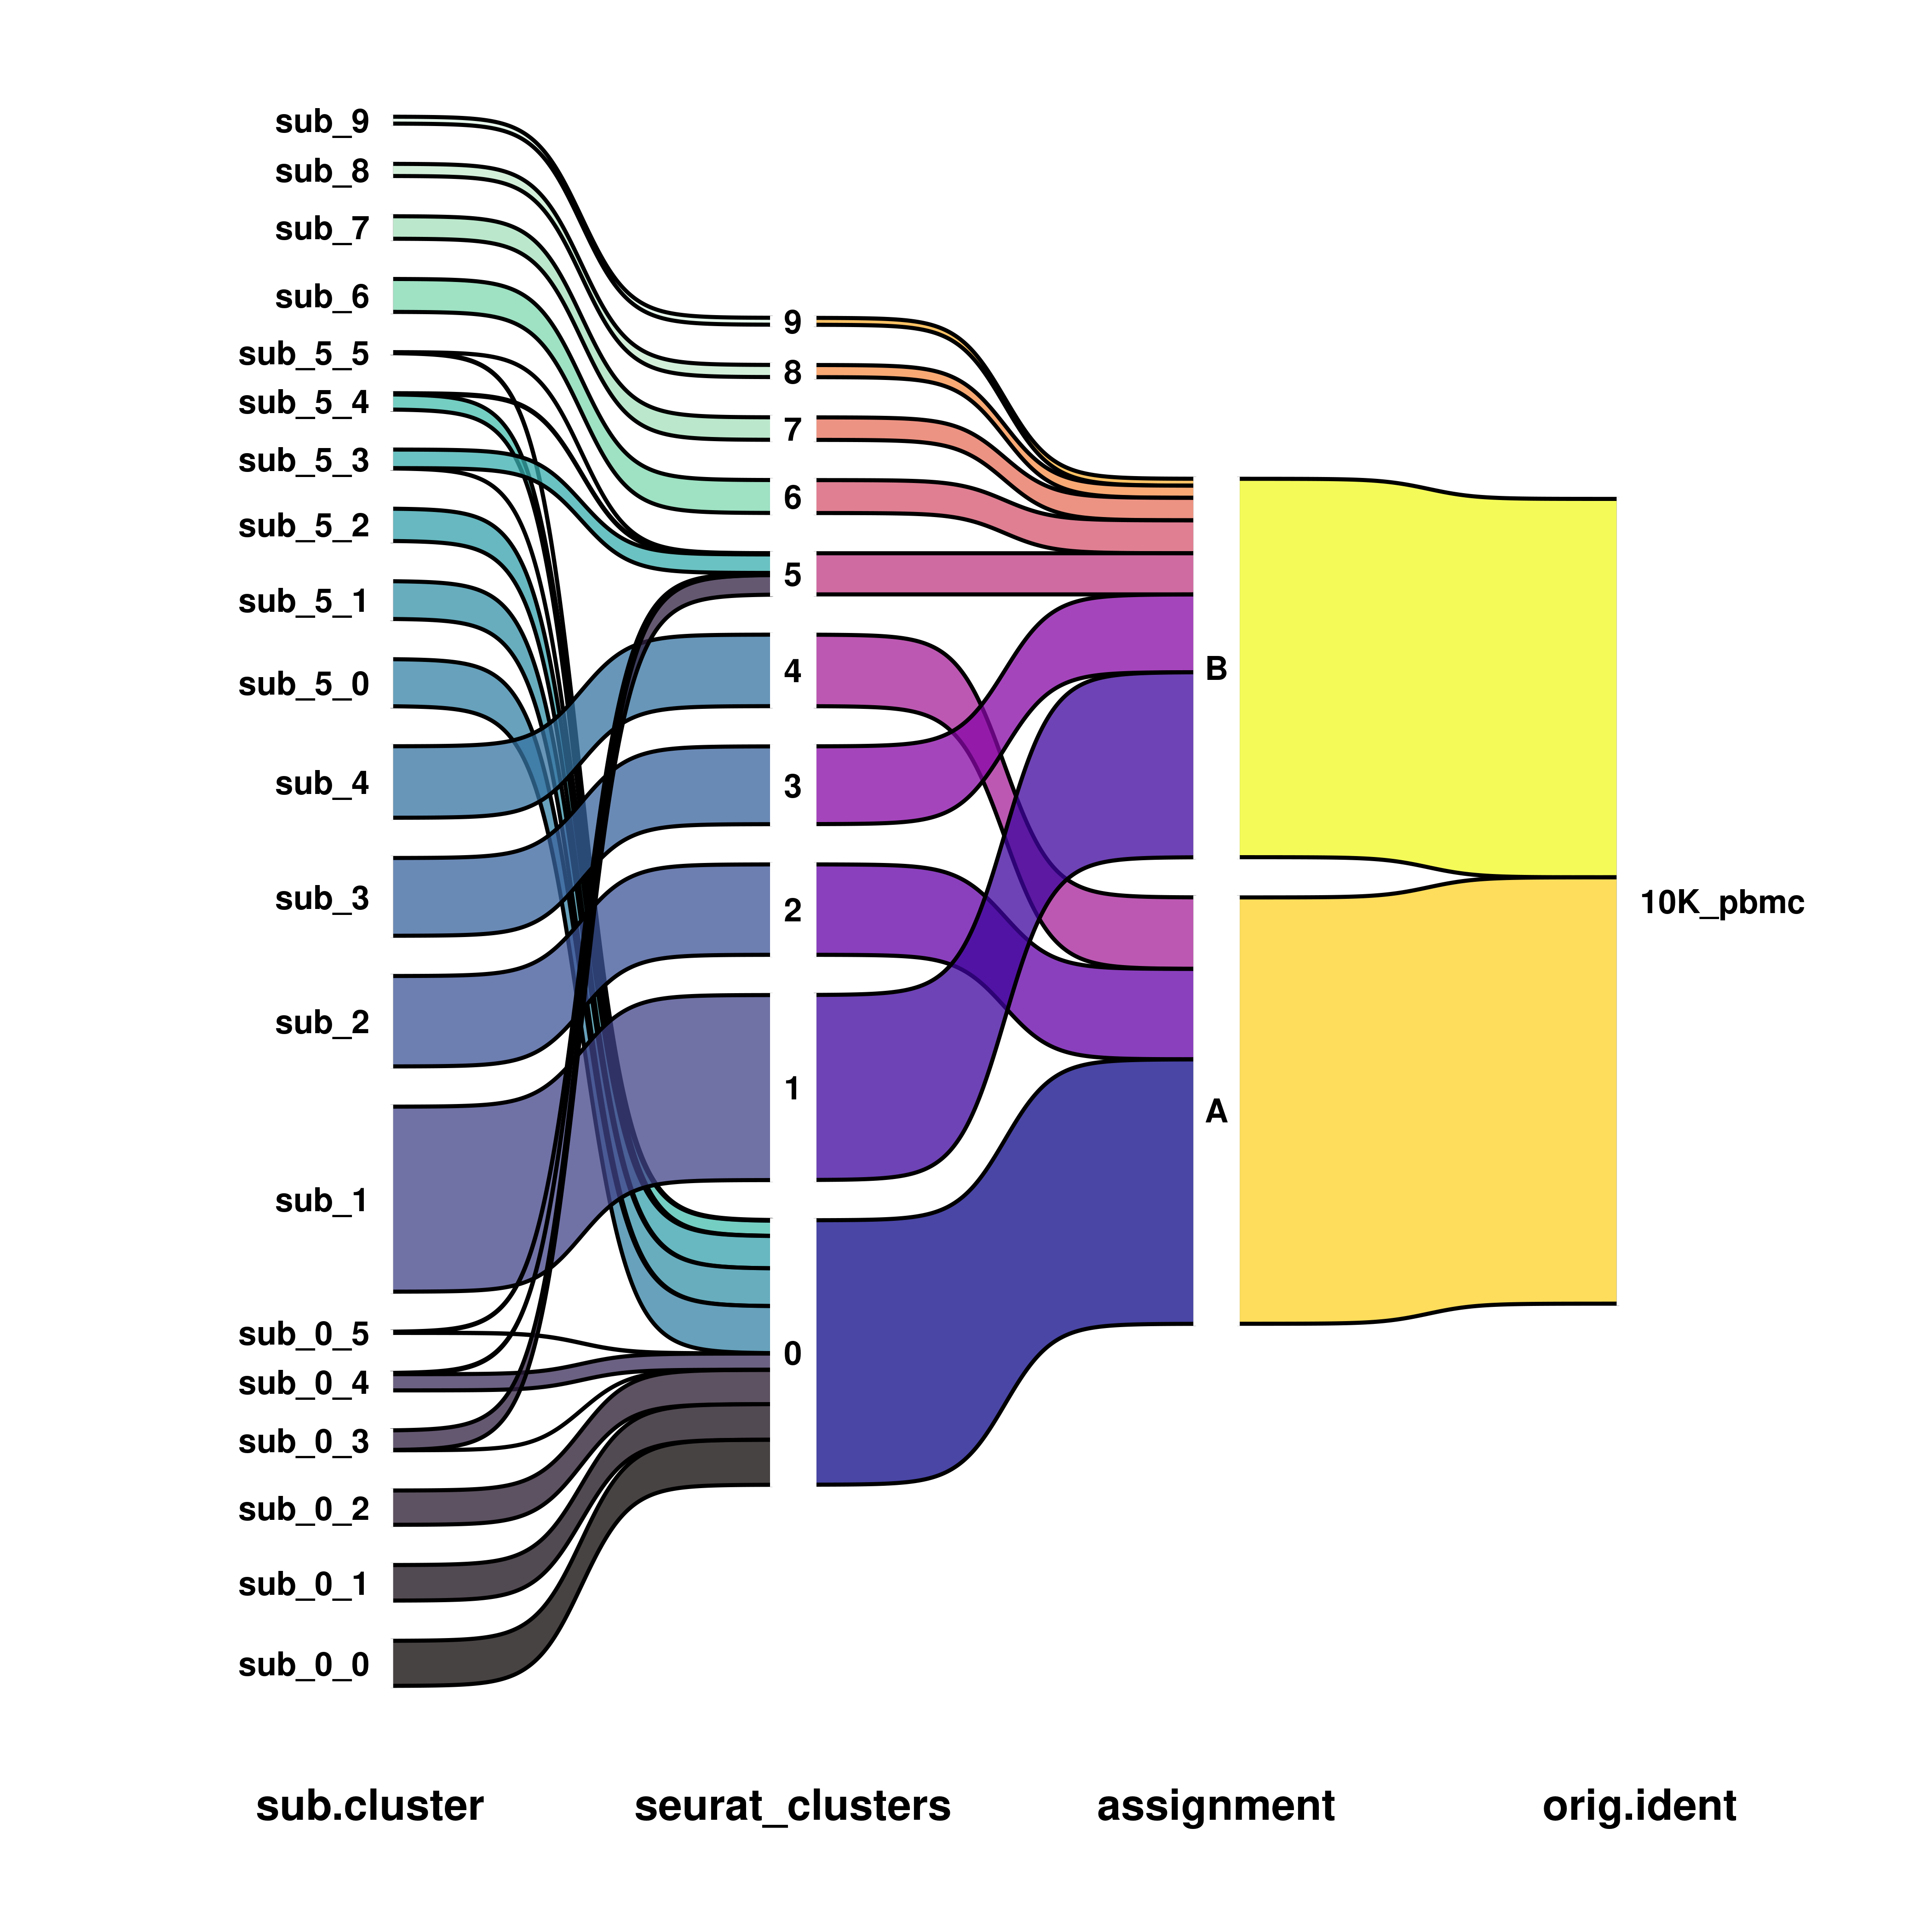 sub_9
sub_8
sub_7
sub_6
sub_5_5
sub_5_4
sub_5_3
sub_5_2
sub_5_1
sub_5_0
sub_4
sub_3
sub_2
sub_1
sub_0_5
sub_0_4
sub_0_3
sub_0_2
sub_0_1
sub_0_0
9
8
7
6
5
4
3
2
1
0
B
A
10K_pbmc
sub.cluster
seurat_clusters
assignment
orig.ident